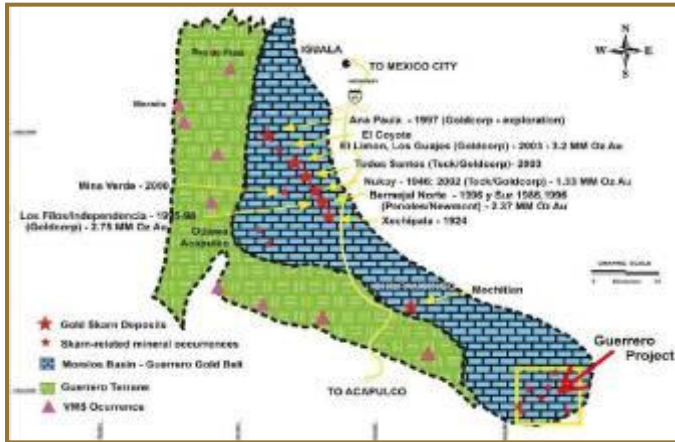 IGUALA
TO MEXICO CITY
N
W E
S
Ana Paula - 1997 (Goldcorp - exploration)
El Coyote
El Limon, Los Guajes (Goldcorp) - 2003 - 3.2 MM Oz Au
Todos Santos (Teck/Goldcorp)- 2003
Mina Verde - 2000
Nukay - 1946: 2002 (Teck/Goldcorp) - 1.33 MM Oz Au
Bermejal Norte - 1995 y Sur 1986,1996
(Penoles/Newmont) - 2.37 MM Oz Au
Los Filos/Independencia - 1995-98
(Goldcorp) - 2.75 MM Oz Au
Xochipala - 1924
Acapulco
GRAPHIC SCALE
Mochitlan
Gold Skarn Deposits
Skarn-related mineral occurrences
Guerrero
Project
Morelos Basin - Guerrero Gold Belt
Guerrero Terrane
VMS Ocurrence
TO ACAPULCO